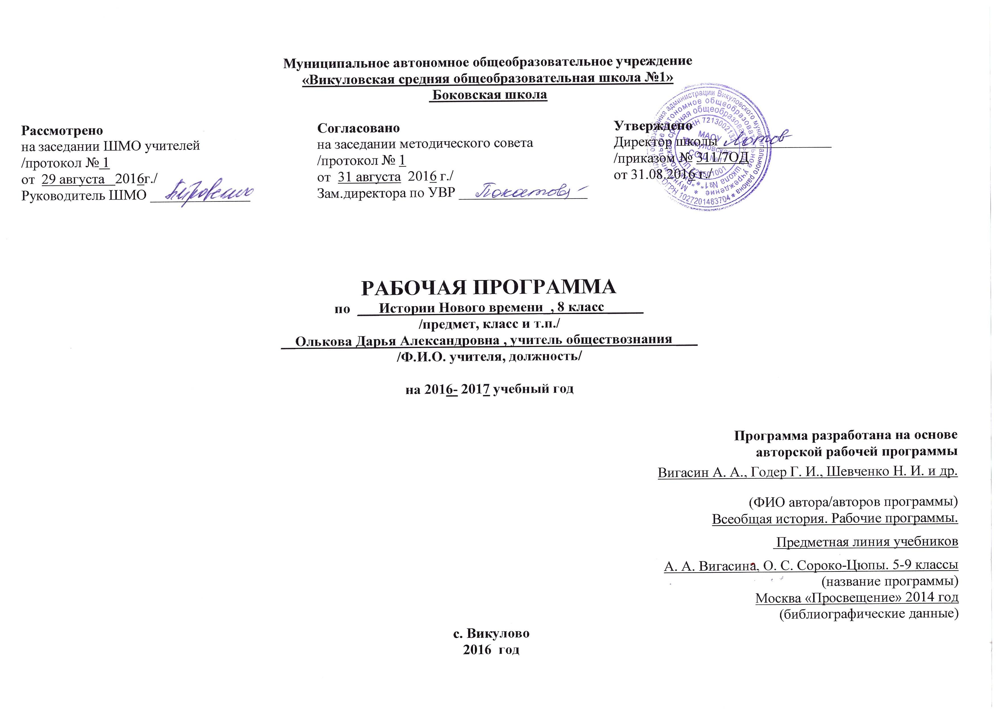 Муниципальное автономное общеобразовательное учреждение
«Викуловская средняя общеобразовательная школа №1»
Боковская школа
Рассмотрено
на заседании ШМО учителей
/протокол № 1
от 29 августа 2016г./
Руководитель ШМО
Согласовано
на заседании методического совета
/протокол № 1
от 31 августа 2016 г./
Зам.директора по УВР
Утверждено
Директор школы
/приказом № 311/7ОД
от 31.08.2016 г./
МАОУ
"Викуловская
СОШ №1"
ОГРН 1027201483704
РАБОЧАЯ ПРОГРАММА
по Истории Нового времени , 8 класс
/предмет, класс и т.п./
Олькова Дарья Александровна , учитель обществознания
/Ф.И.О. учителя, должность/
на 2016- 2017 учебный год
Программа разработана на основе
авторской рабочей программы
Вигасин А. А., Годер Г. И., Шевченко Н. И. и др.
(ФИО автора/авторов программы)
Всеобщая история. Рабочие программы.
Предметная линия учебников
А. А. Вигасина, О. С. Сороко-Цюпы. 5-9 классы
(название программы)
Москва «Просвещение» 2014 год
(библиографические данные)
с. Викулово
2016 год